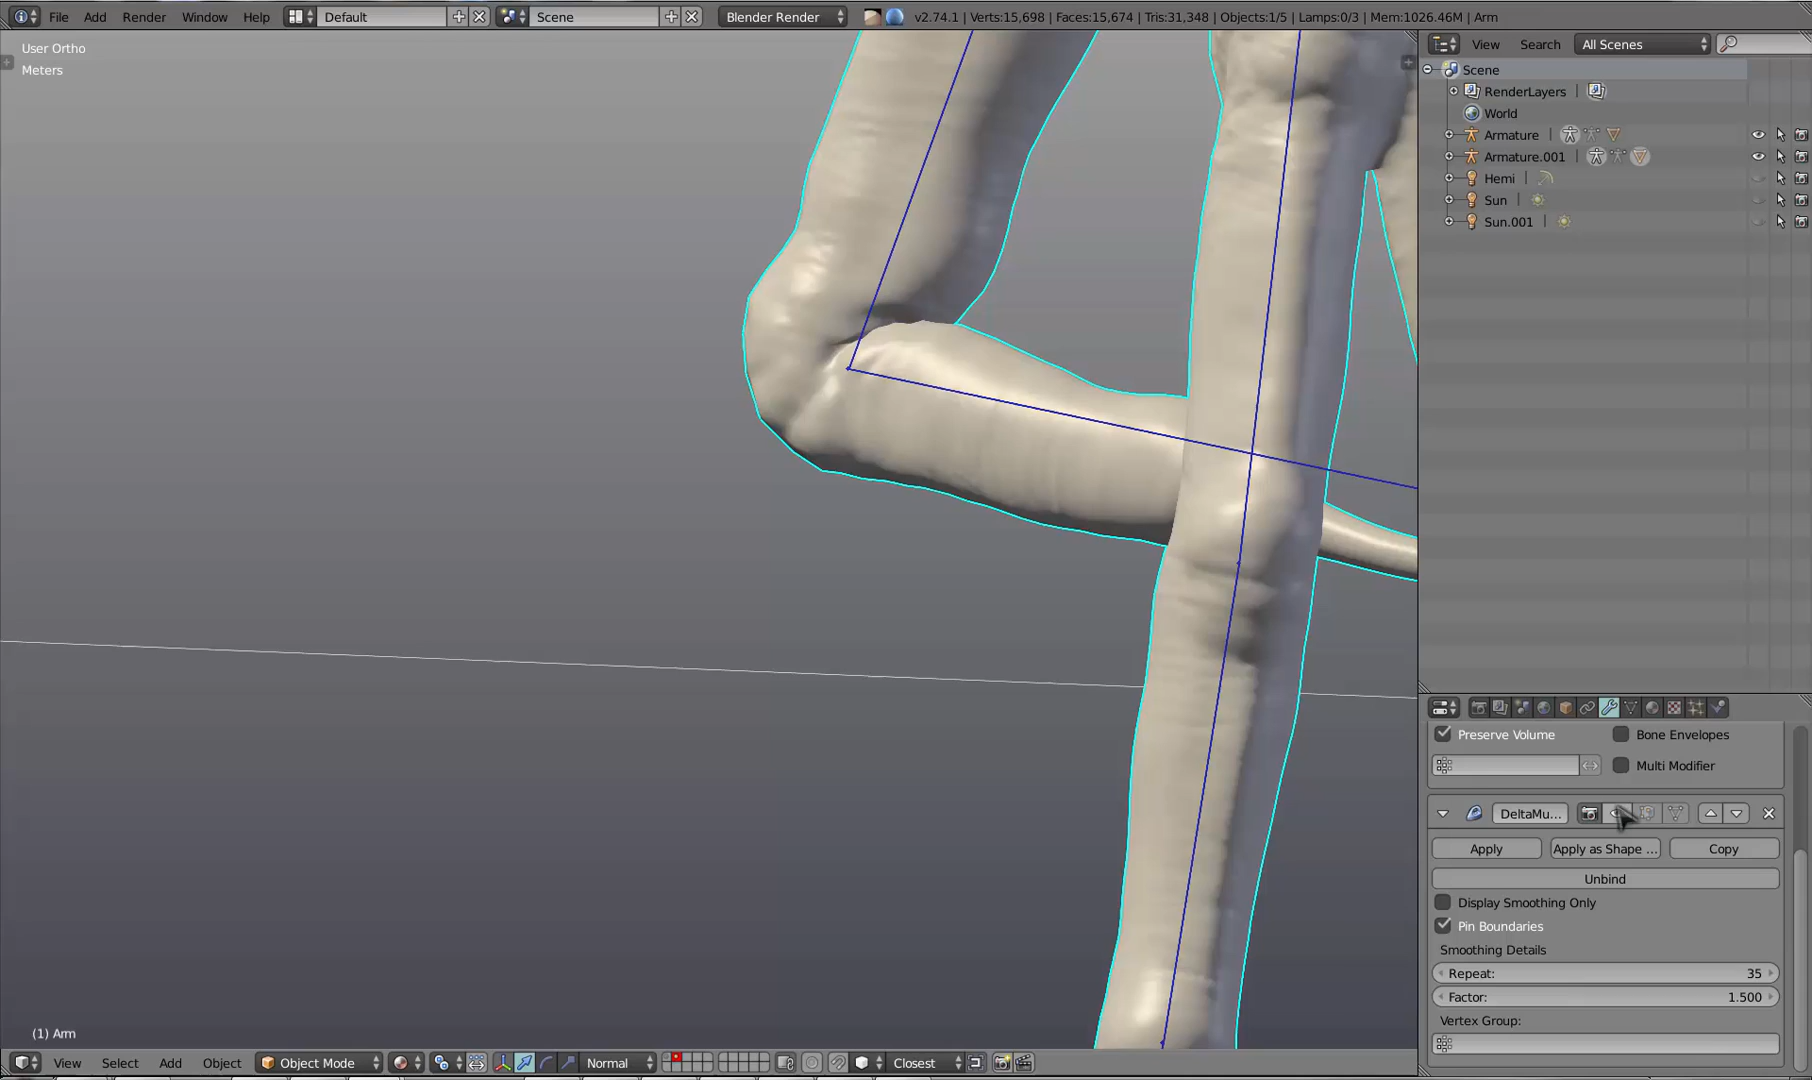 File Add Render Window Help Default Scene Blender Render v2.74.1 | Verts:15,698 | Faces:15,674 | Tris:31,348 | Objects:1/5 | Lamps:0/3 | Mem:1026.46M | Arm
User Ortho
Meters
View Search All Scenes
Scene
RenderLayers
World
Armature
Armature.001
Hemi
Sun
Sun.001
Preserve Volume Bone Envelopes
Multi Modifier
DeltaMu...
Apply Apply as Shape ... Copy
Unbind
Display Smoothing Only
Pin Boundaries
Smoothing Details
Repeat: 35
Factor: 1.500
Vertex Group:
(1) Arm
View Select Add Object Object Mode Normal Closest